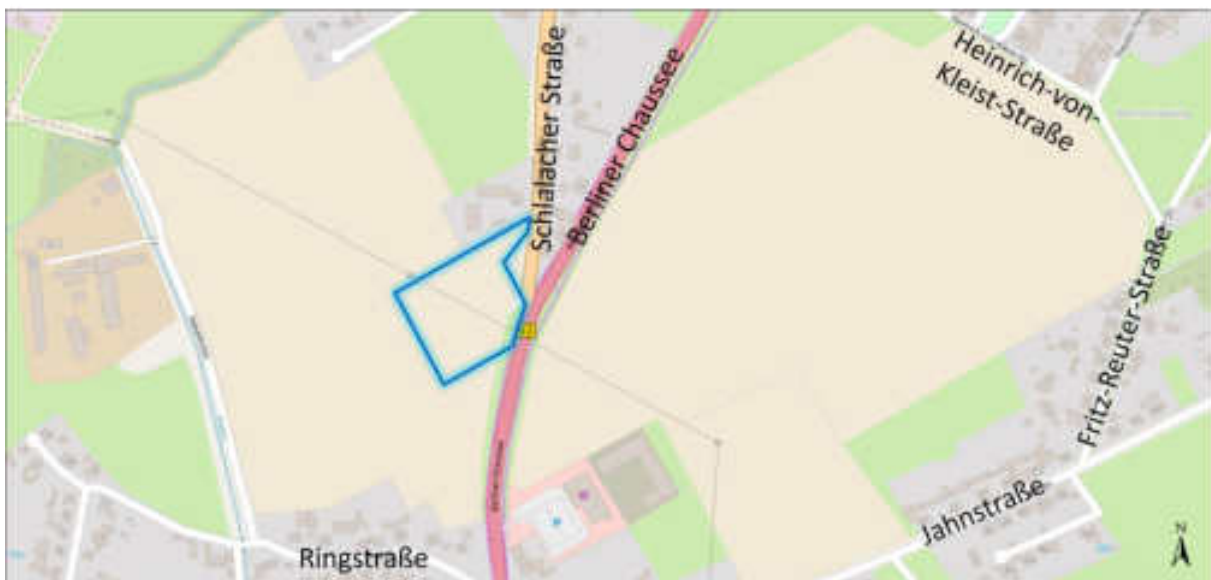 Schlalacher Straße
Berliner Chaussee
Heinrich-von-
Kleist-Straße
Fritz-Reuter-Straße
Jahnstraße
Ringstraße
N